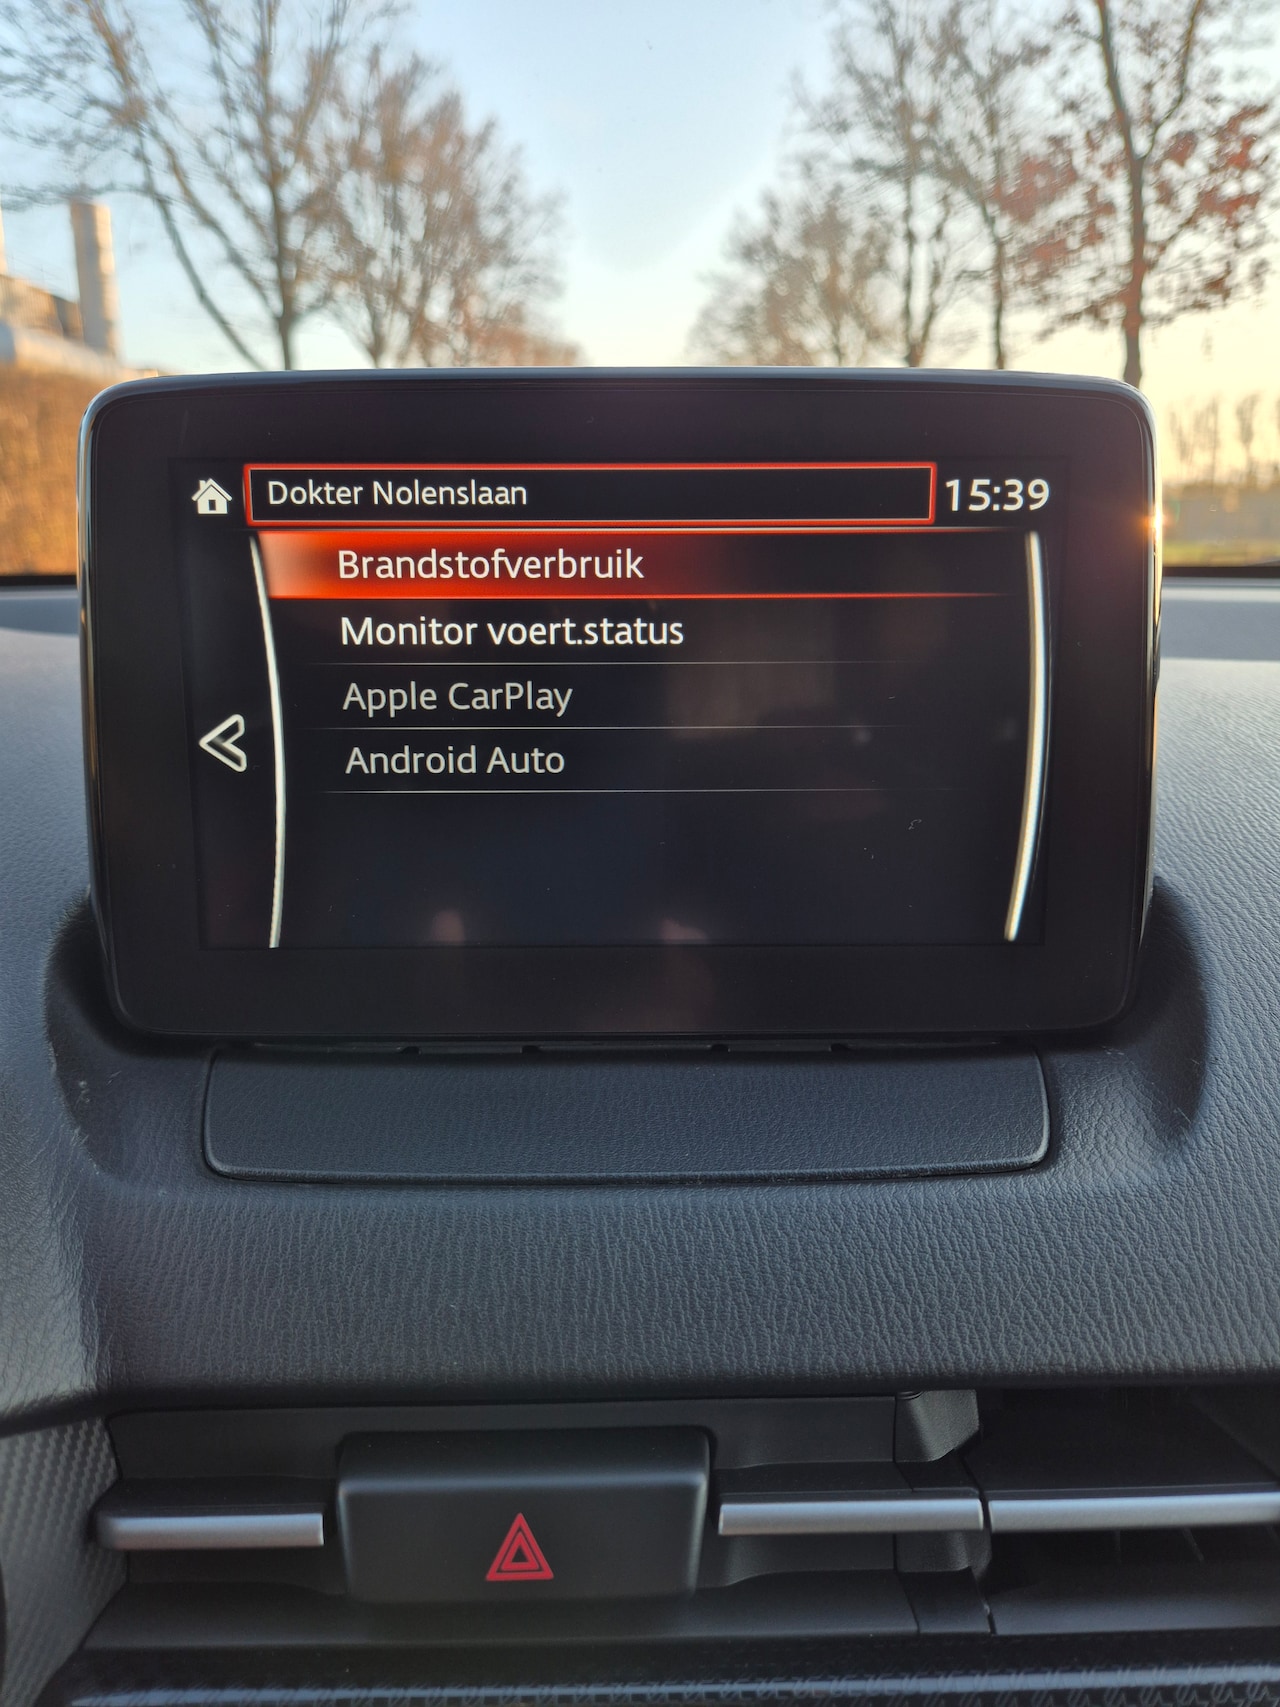 Dokter Nolenslaan 15:39
Brandstofverbruik
Monitor voert.status
Apple CarPlay
Android Auto